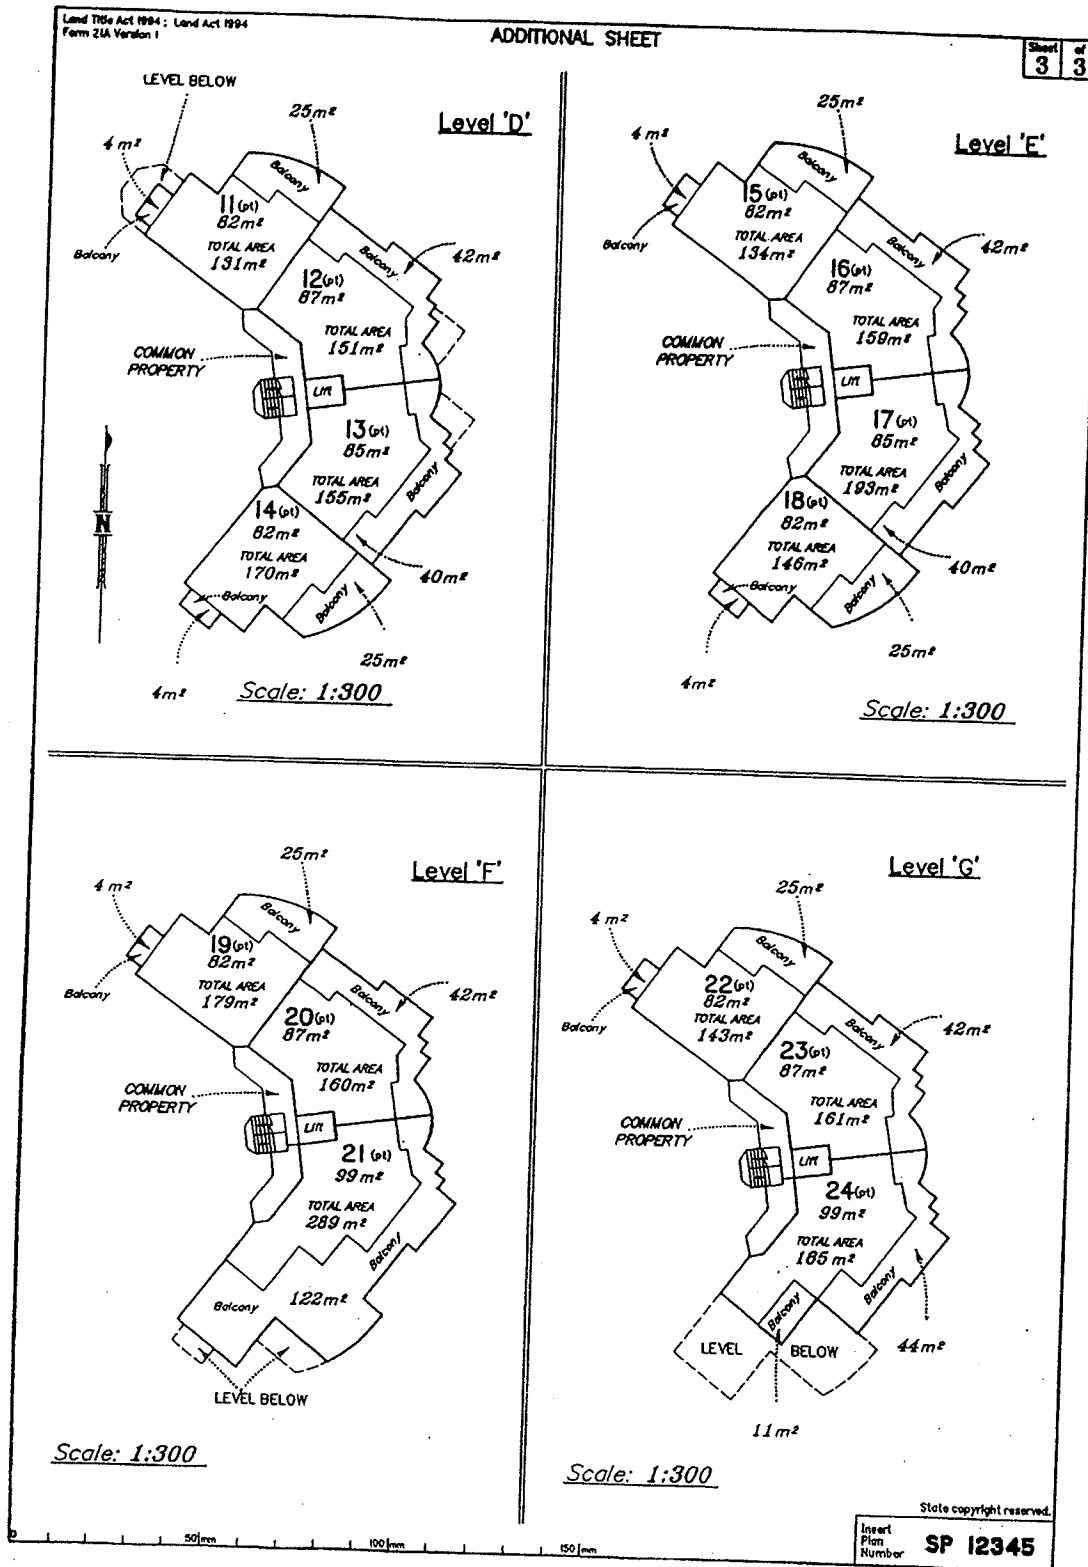 Land Title Act 1994 ; Land Act 1994
Form 21A Version 1
ADDITIONAL SHEET
Sheet of
3 3
LEVEL BELOW
4 m²
25m²
Level 'D'
Balcony
11(pt)
82m²
TOTAL AREA
131m²
Balcony
Balcony
42m²
12(pt)
87m²
TOTAL AREA
151m²
COMMON
PROPERTY
Lift
13(pt)
85m²
TOTAL AREA
155m²
Balcony
N
14(pt)
82m²
TOTAL AREA
170m²
40m²
Balcony
Balcony
25m²
4m²
Scale: 1:300
25m²
4 m²
Level 'E'
Balcony
15(pt)
82m²
TOTAL AREA
134m²
Balcony
Balcony
42m²
16(pt)
87m²
TOTAL AREA
159m²
COMMON
PROPERTY
Lift
17(pt)
85m²
TOTAL AREA
193m²
Balcony
18(pt)
82m²
TOTAL AREA
146m²
40m²
Balcony
Balcony
25m²
4m²
Scale: 1:300
25m²
Level 'F'
4 m²
Balcony
19(pt)
82m²
TOTAL AREA
179m²
Balcony
Balcony
42m²
20(pt)
87m²
TOTAL AREA
160m²
COMMON
PROPERTY
Lift
21 (pt)
99 m²
TOTAL AREA
289 m²
Balcony
Balcony
122m²
LEVEL BELOW
Scale: 1:300
25m²
Level 'G'
4 m²
Balcony
22(pt)
82m²
TOTAL AREA
143m²
Balcony
Balcony
42m²
23(pt)
87m²
TOTAL AREA
161m²
COMMON
PROPERTY
Lift
24(pt)
99m²
TOTAL AREA
185 m²
Balcony
Balcony
LEVEL BELOW
44m²
11m²
Scale: 1:300
State copyright reserved.
0 50mm 100mm 150mm
Insert
Plan
Number
SP 12345